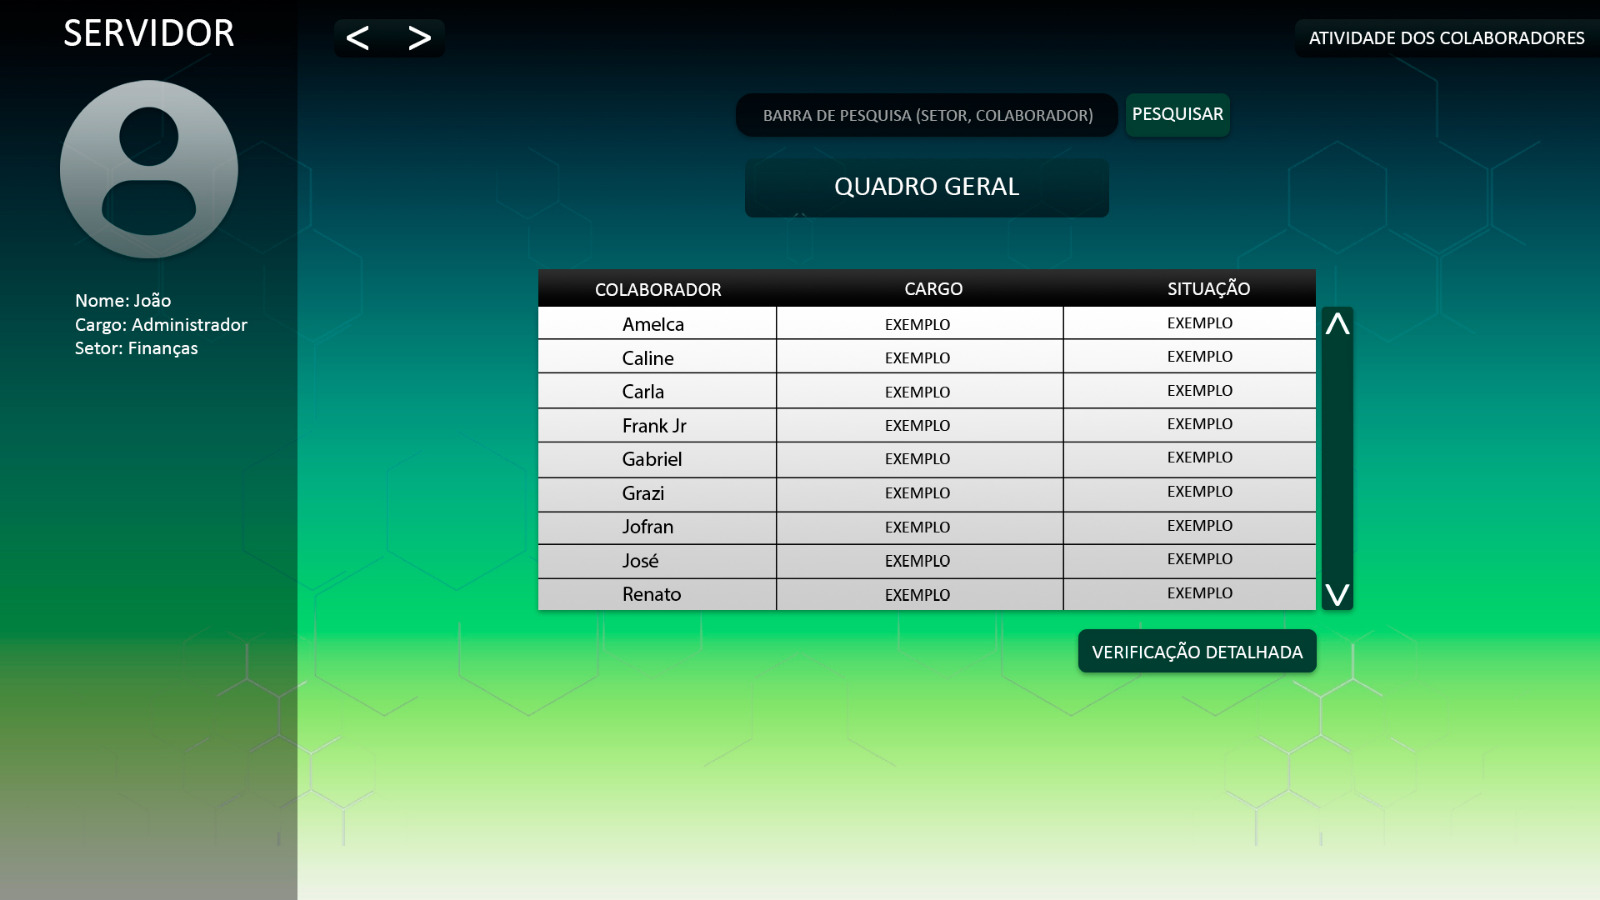 SERVIDOR
< >
ATIVIDADE DOS COLABORADORES
BARRA DE PESQUISA (SETOR, COLABORADOR)
PESQUISAR
QUADRO GERAL
Nome: João
Cargo: Administrador
Setor: Finanças
COLABORADOR CARGO SITUAÇÃO
Amelca EXEMPLO EXEMPLO
Caline EXEMPLO EXEMPLO
Carla EXEMPLO EXEMPLO
Frank Jr EXEMPLO EXEMPLO
Gabriel EXEMPLO EXEMPLO
Grazi EXEMPLO EXEMPLO
Jofran EXEMPLO EXEMPLO
José EXEMPLO EXEMPLO
Renato EXEMPLO EXEMPLO
VERIFICAÇÃO DETALHADA